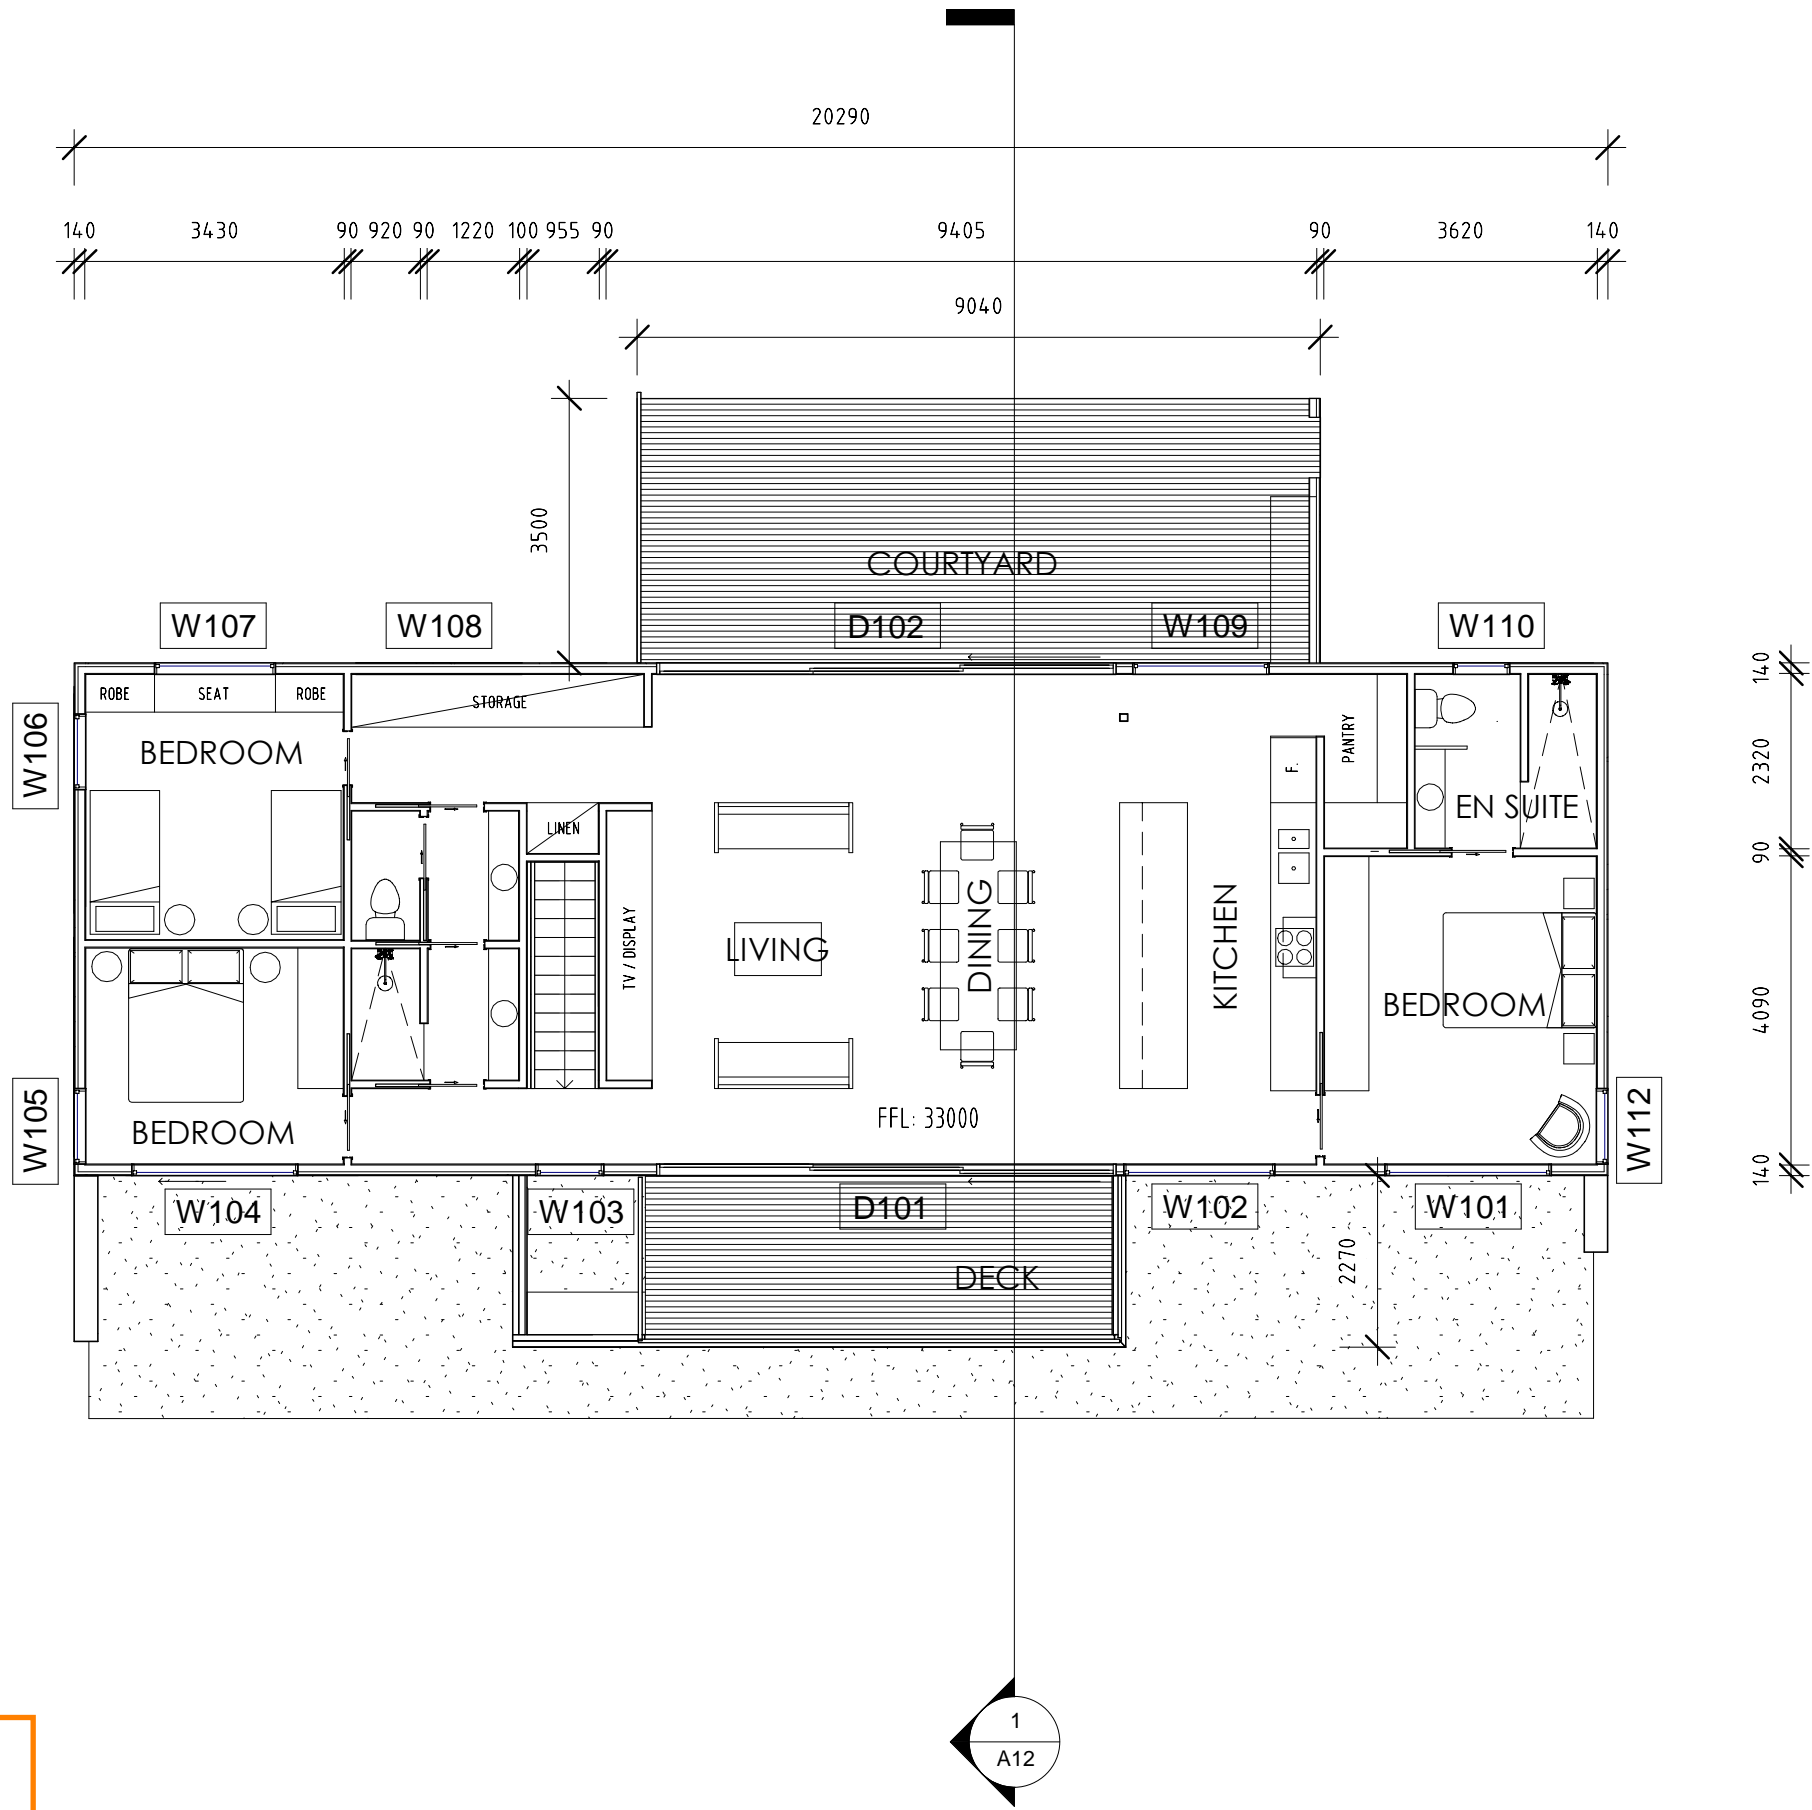 20290
140 3430 90 920 90 1220 100 955 90 9405 90 3620 140
9040
3500
COURTYARD
W107 W108 D102 W109 W110
140
ROBE SEAT ROBE
STORAGE
W106
BEDROOM
PANTRY
F.
2320
EN SUITE
LINEN
90
TV / DISPLAY
LIVING
DINING
KITCHEN
BEDROOM
4090
FFL: 33000
BEDROOM
W105
W112
140
W104 W103 D101 W102 W101
2270
DECK
1
A12